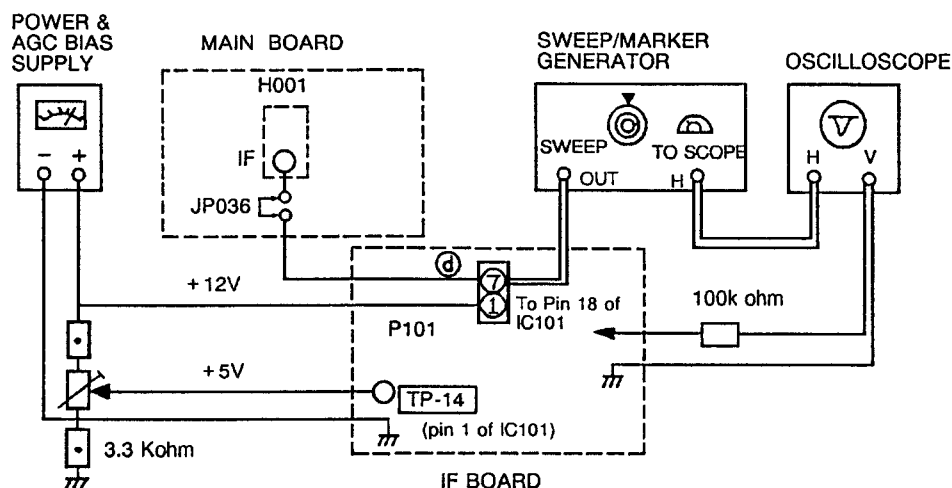 POWER &
AGC BIAS
SUPPLY
- +
MAIN BOARD
H001
IF
JP036
SWEEP/MARKER
GENERATOR
SWEEP
OUT
TO SCOPE
H
OSCILLOSCOPE
H V
d
+12V
7
1
To Pin 18 of
IC101
P101
100k ohm
+5V
TP-14
(pin 1 of IC101)
3.3 Kohm
IF BOARD